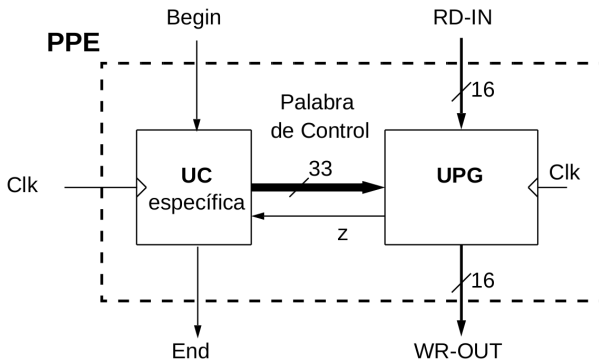 Begin
RD-IN
PPE
16
Palabra
de Control
Clk
UC
específica
33
UPG
Clk
z
16
End
WR-OUT